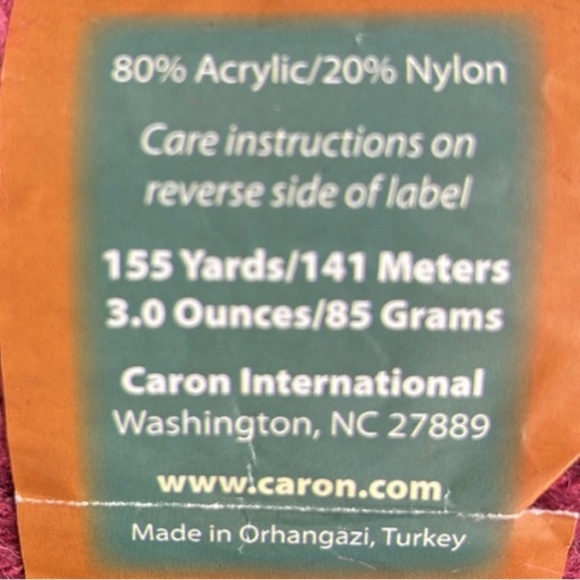 80% Acrylic/20% Nylon
Care instructions on
reverse side of label
155 Yards/141 Meters
3.0 Ounces/85 Grams
Caron International
Washington, NC 27889
www.caron.com
Made in Orhangazi, Turkey